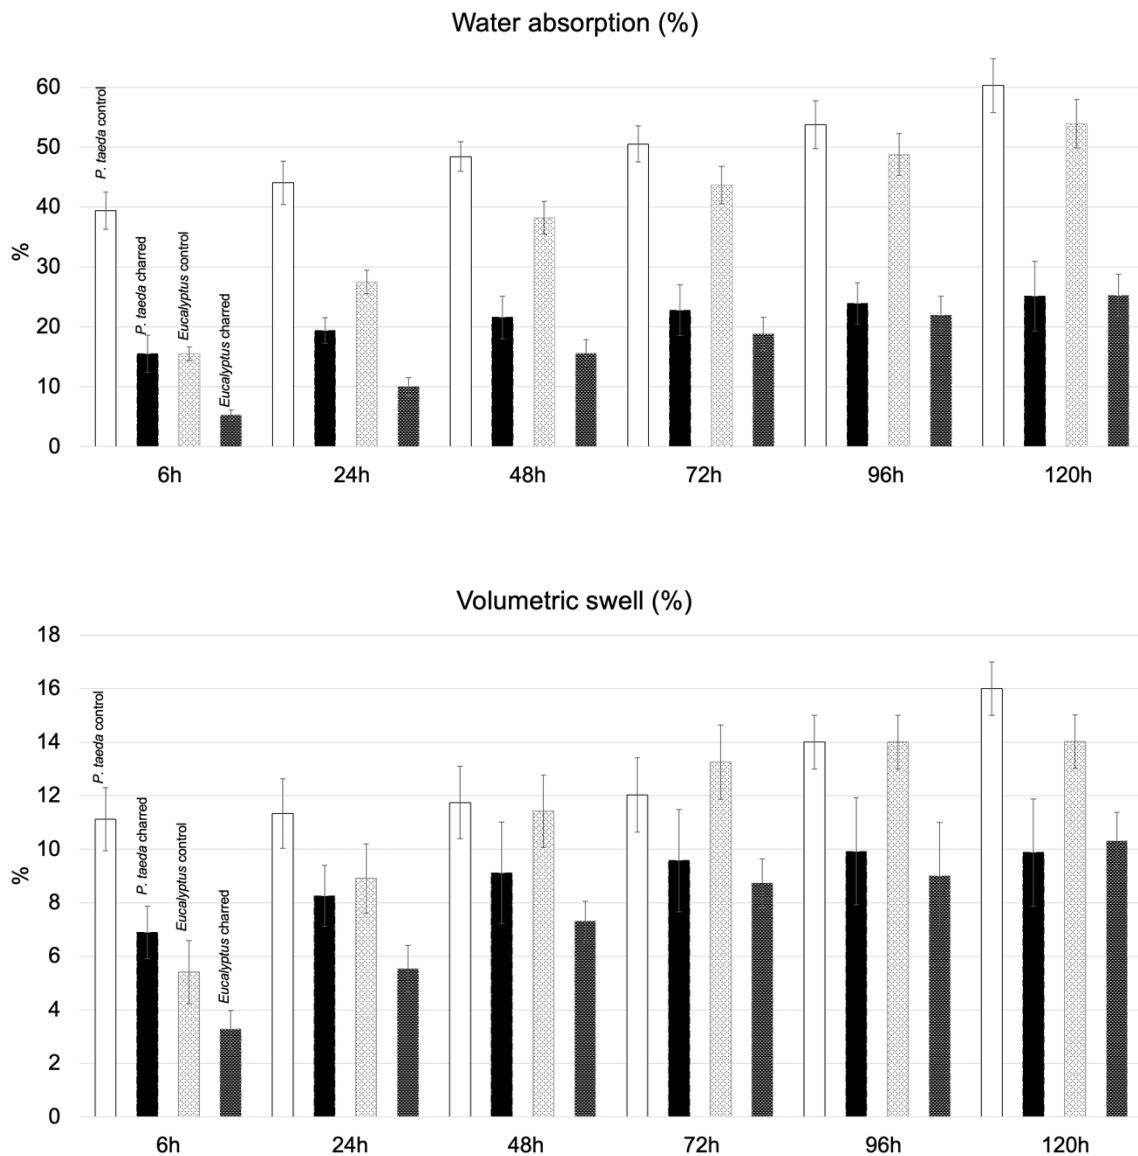 Water absorption (%)
60
50
40
30
20
10
0
%
P. taeda control
P. taeda charred
Eucalyptus control
Eucalyptus charred
6h 24h 48h 72h 96h 120h
Volumetric swell (%)
18
16
14
12
10
8
6
4
2
0
%
P. taeda control
P. taeda charred
Eucalyptus control
Eucalyptus charred
6h 24h 48h 72h 96h 120h